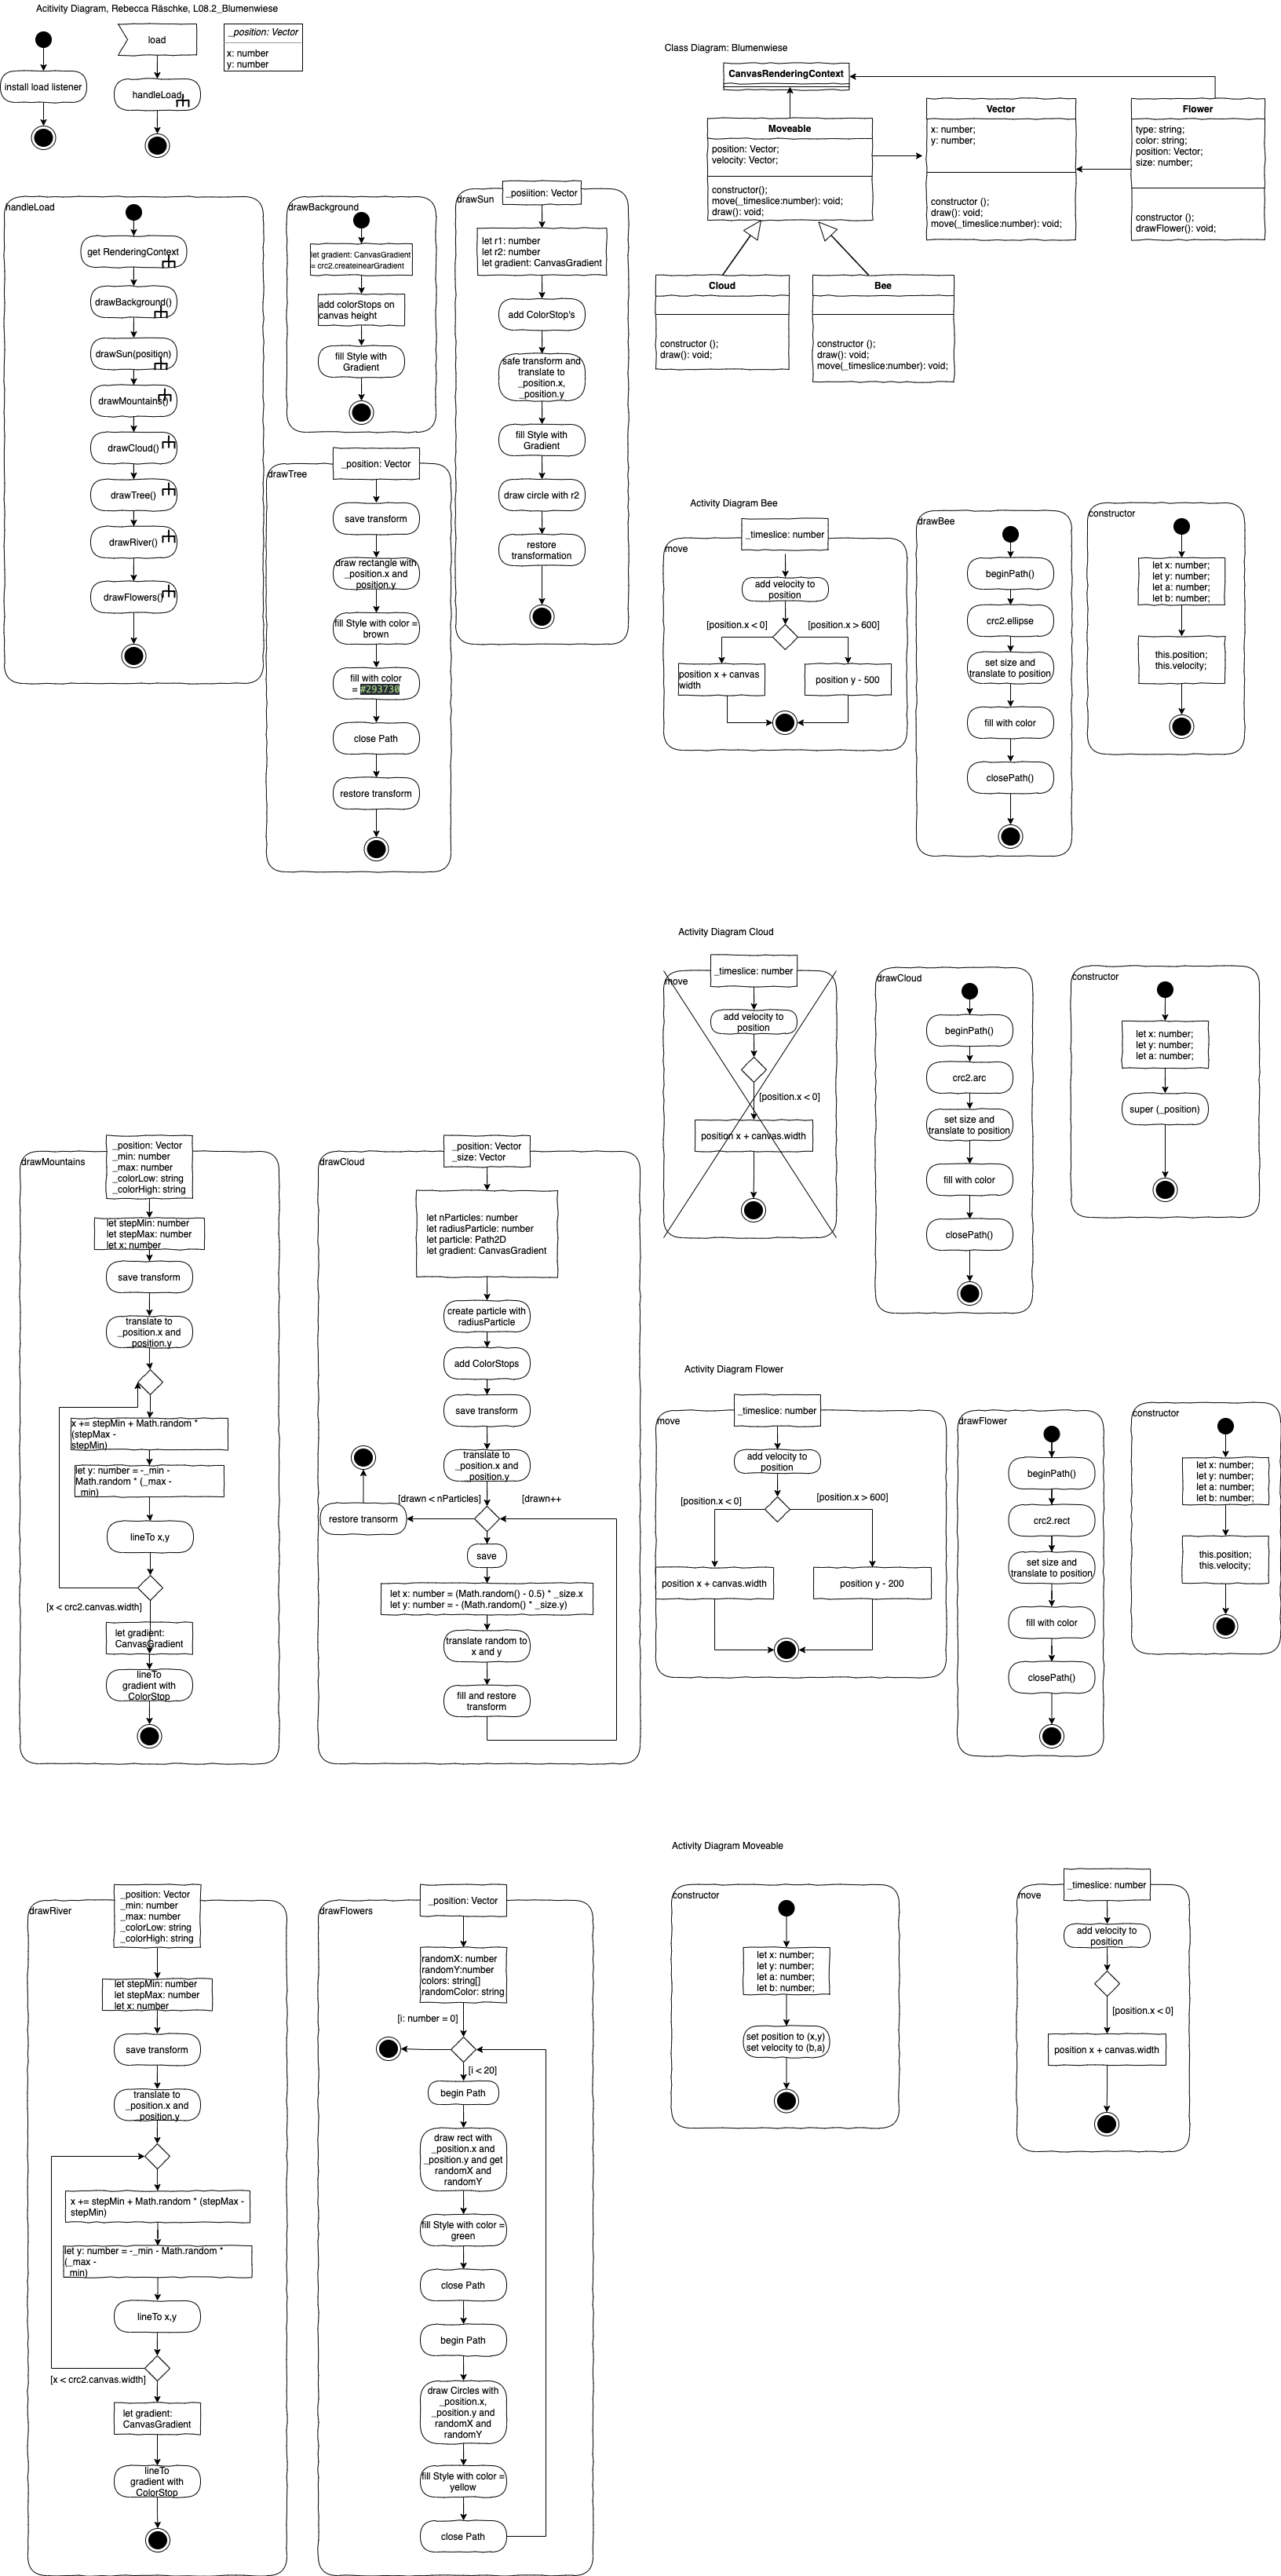 Acitivity Diagram, Rebecca Räschke, L08.2_Blumenwiese
install load listener
load
handleLoad
_position: Vector
x: number
y: number
Class Diagram: Blumenwiese
CanvasRenderingContext
Moveable
position: Vector;
velocity: Vector;
constructor();
move(_timeslice:number): void;
draw(): void;
Vector
x: number;
y: number;
constructor ();
draw(): void;
move(_timeslice:number): void;
Flower
type: string;
color: string;
position: Vector;
size: number;
constructor ();
drawFlower(): void;
Cloud
constructor ();
draw(): void;
Bee
constructor ();
draw(): void;
move(_timeslice:number): void;
handleLoad
get RenderingContext
drawBackground()
drawSun(position)
drawMountains()
drawCloud()
drawTree()
drawRiver()
drawFlowers()
drawBackground
let gradient: CanvasGradient
= crc2.createinearGradient
add colorStops on
canvas height
fill Style with
Gradient
drawSun
_posiition: Vector
let r1: number
let r2: number
let gradient: CanvasGradient
add ColorStop's
safe transform and
translate to
_position.x,
_position.y
fill Style with
Gradient
draw circle with r2
restore
transformation
drawTree
_position: Vector
save transform
draw rectangle with
_position.x and
position.y
fill Style with color =
brown
fill with color
= #293730
close Path
restore transform
Activity Diagram Bee
move
_timeslice: number
add velocity to
position
[position.x < 0]
[position.x > 600]
position x + canvas
width
position y - 500
drawBee
beginPath()
crc2.ellipse
set size and
translate to position
fill with color
closePath()
constructor
let x: number;
let y: number;
let a: number;
let b: number;
this.position;
this.velocity;
Activity Diagram Cloud
move
_timeslice: number
add velocity to
position
[position.x < 0]
position x + canvas.width
drawCloud
beginPath()
crc2.arc
set size and
translate to position
fill with color
closePath()
constructor
let x: number;
let y: number;
let a: number;
super (_position)
drawMountains
_position: Vector
_min: number
_max: number
_colorLow: string
_colorHigh: string
let stepMin: number
let stepMax: number
let x: number
save transform
translate to
_position.x and
_position.y
x += stepMin + Math.random *
(stepMax -
stepMin)
let y: number = -_min -
Math.random * (_max -
_min)
lineTo x,y
[x < crc2.canvas.width]
let gradient:
CanvasGradient
lineTo
gradient with
ColorStop
drawCloud
_position: Vector
_size: Vector
let nParticles: number
let radiusParticle: number
let particle: Path2D
let gradient: CanvasGradient
create particle with
radiusParticle
add ColorStops
save transform
translate to
_position.x and
_position.y
[drawn < nParticles]
[drawn++
restore transorm
save
let x: number = (Math.random() - 0.5) * _size.x
let y: number = - (Math.random() * _size.y)
translate random to
x and y
fill and restore
transform
Activity Diagram Flower
move
_timeslice: number
add velocity to
position
[position.x < 0]
[position.x > 600]
position x + canvas.width
position y - 200
drawFlower
beginPath()
crc2.rect
set size and
translate to position
fill with color
closePath()
constructor
let x: number;
let y: number;
let a: number;
let b: number;
this.position;
this.velocity;
drawRiver
_position: Vector
_min: number
_max: number
_colorLow: string
_colorHigh: string
let stepMin: number
let stepMax: number
let x: number
save transform
translate to
_position.x and
_position.y
x += stepMin + Math.random * (stepMax -
stepMin)
let y: number = -_min - Math.random *
(_max -
_min)
lineTo x,y
[x < crc2.canvas.width]
let gradient:
CanvasGradient
lineTo
gradient with
ColorStop
drawFlowers
_position: Vector
randomX: number
randomY:number
colors: string[]
randomColor: string
[i: number = 0]
[i < 20]
begin Path
draw rect with
_position.x and
_position.y and get
randomX and
randomY
fill Style with color =
green
close Path
begin Path
draw Circles with
_position.x,
_position.y and
randomX and
randomY
fill Style with color =
yellow
close Path
Activity Diagram Moveable
constructor
let x: number;
let y: number;
let a: number;
let b: number;
set position to (x,y)
set velocity to (b,a)
move
_timeslice: number
add velocity to
position
[position.x < 0]
position x + canvas.width